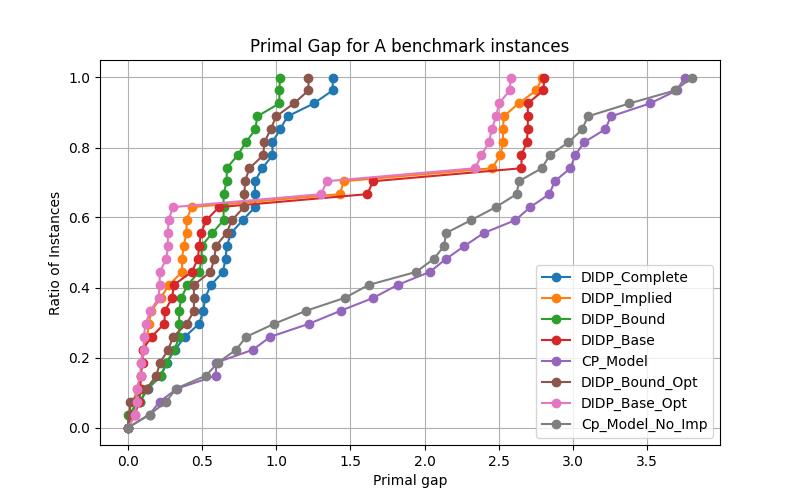 Primal Gap for A benchmark instances
Ratio of Instances
1.0
0.8
0.6
0.4
0.2
0.0
DIDP_Complete
DIDP_Implied
DIDP_Bound
DIDP_Base
CP_Model
DIDP_Bound_Opt
DIDP_Base_Opt
Cp_Model_No_Imp
0.0 0.5 1.0 1.5 2.0 2.5 3.0 3.5
Primal gap